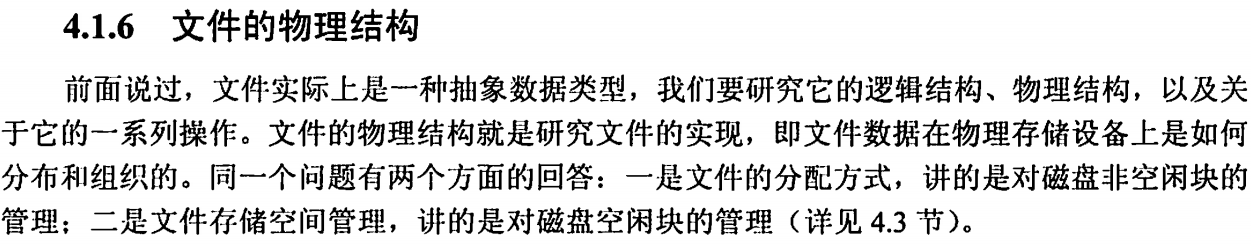 4.1.6 文件的物理结构
前面说过，文件实际上是一种抽象数据类型，我们要研究它的逻辑结构、物理结构，以及关
于它的一系列操作。文件的物理结构就是研究文件的实现，即文件数据在物理存储设备上是如何
分布和组织的。同一个问题有两个方面的回答：一是文件的分配方式，讲的是对磁盘非空闲块的
管理；二是文件存储空间管理，讲的是对磁盘空闲块的管理（详见 4.3 节）。